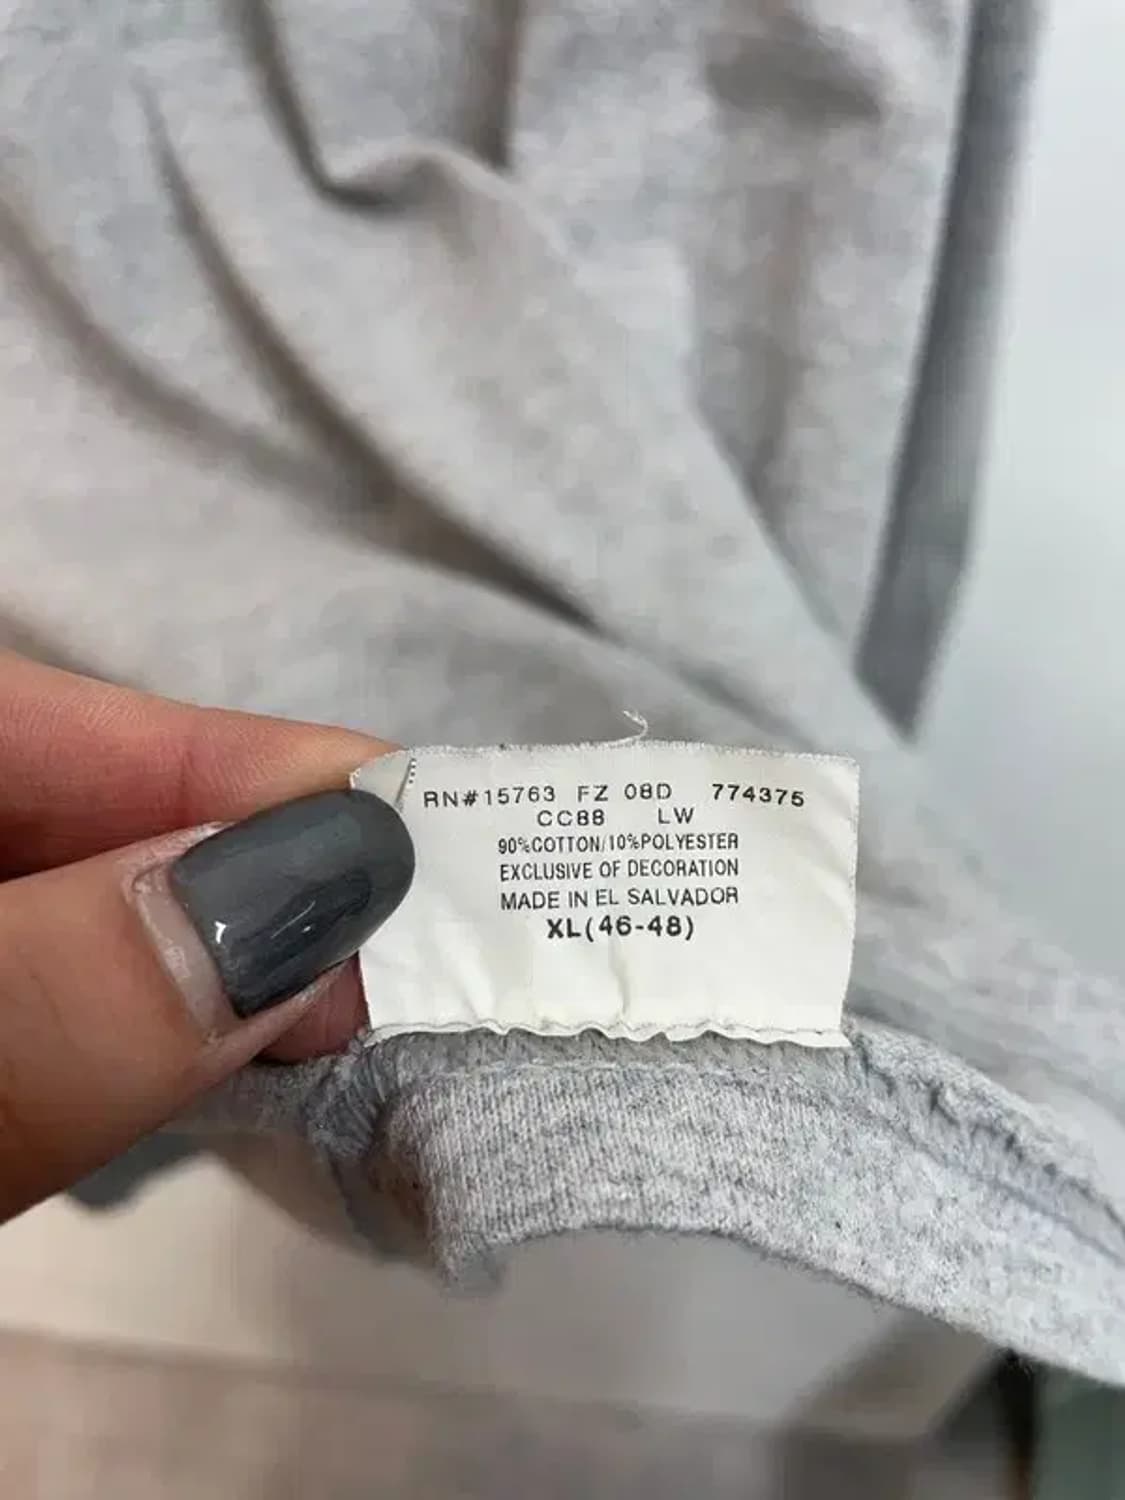 RN#15763 FZ 08D 774375
CC88 LW
90%COTTON/10%POLYESTER
EXCLUSIVE OF DECORATION
MADE IN EL SALVADOR
XL(46-48)